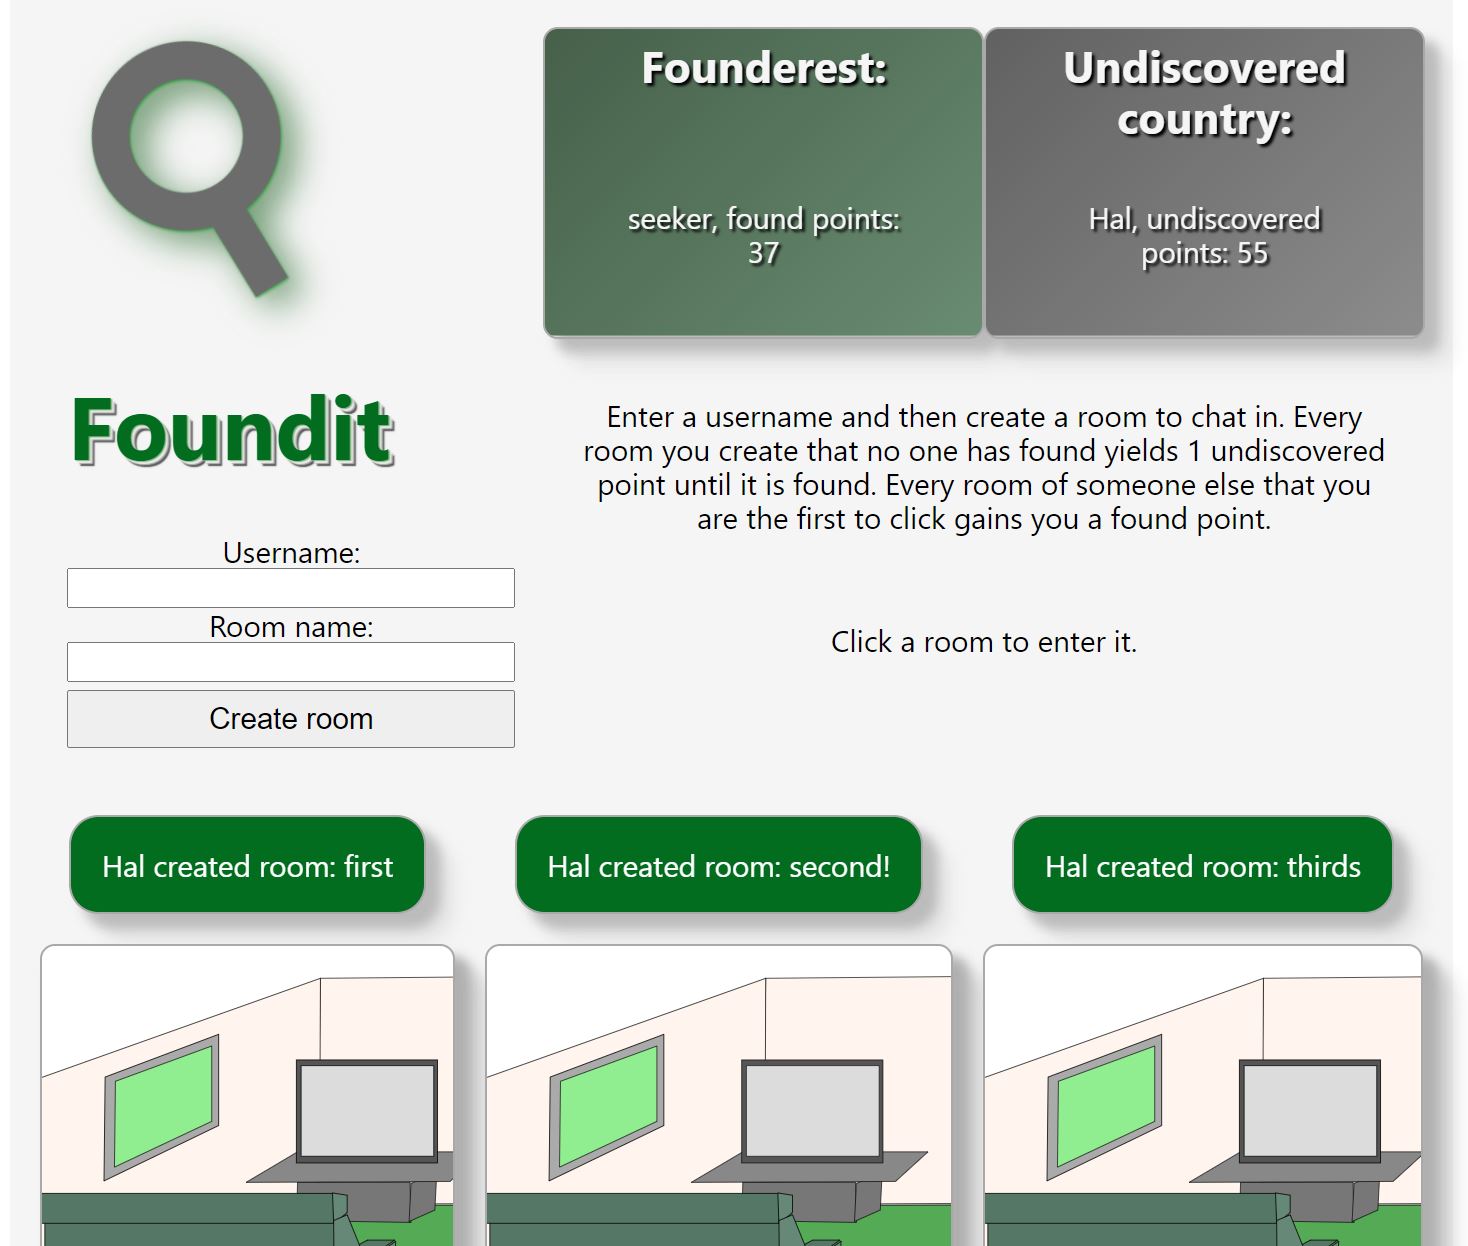 Founderest:
seeker, found points:
37
Undiscovered
country:
Hal, undiscovered
points: 55
Foundit
Enter a username and then create a room to chat in. Every
room you create that no one has found yields 1 undiscovered
point until it is found. Every room of someone else that you
are the first to click gains you a found point.
Username:
Room name:
Create room
Click a room to enter it.
Hal created room: first
Hal created room: second!
Hal created room: thirds